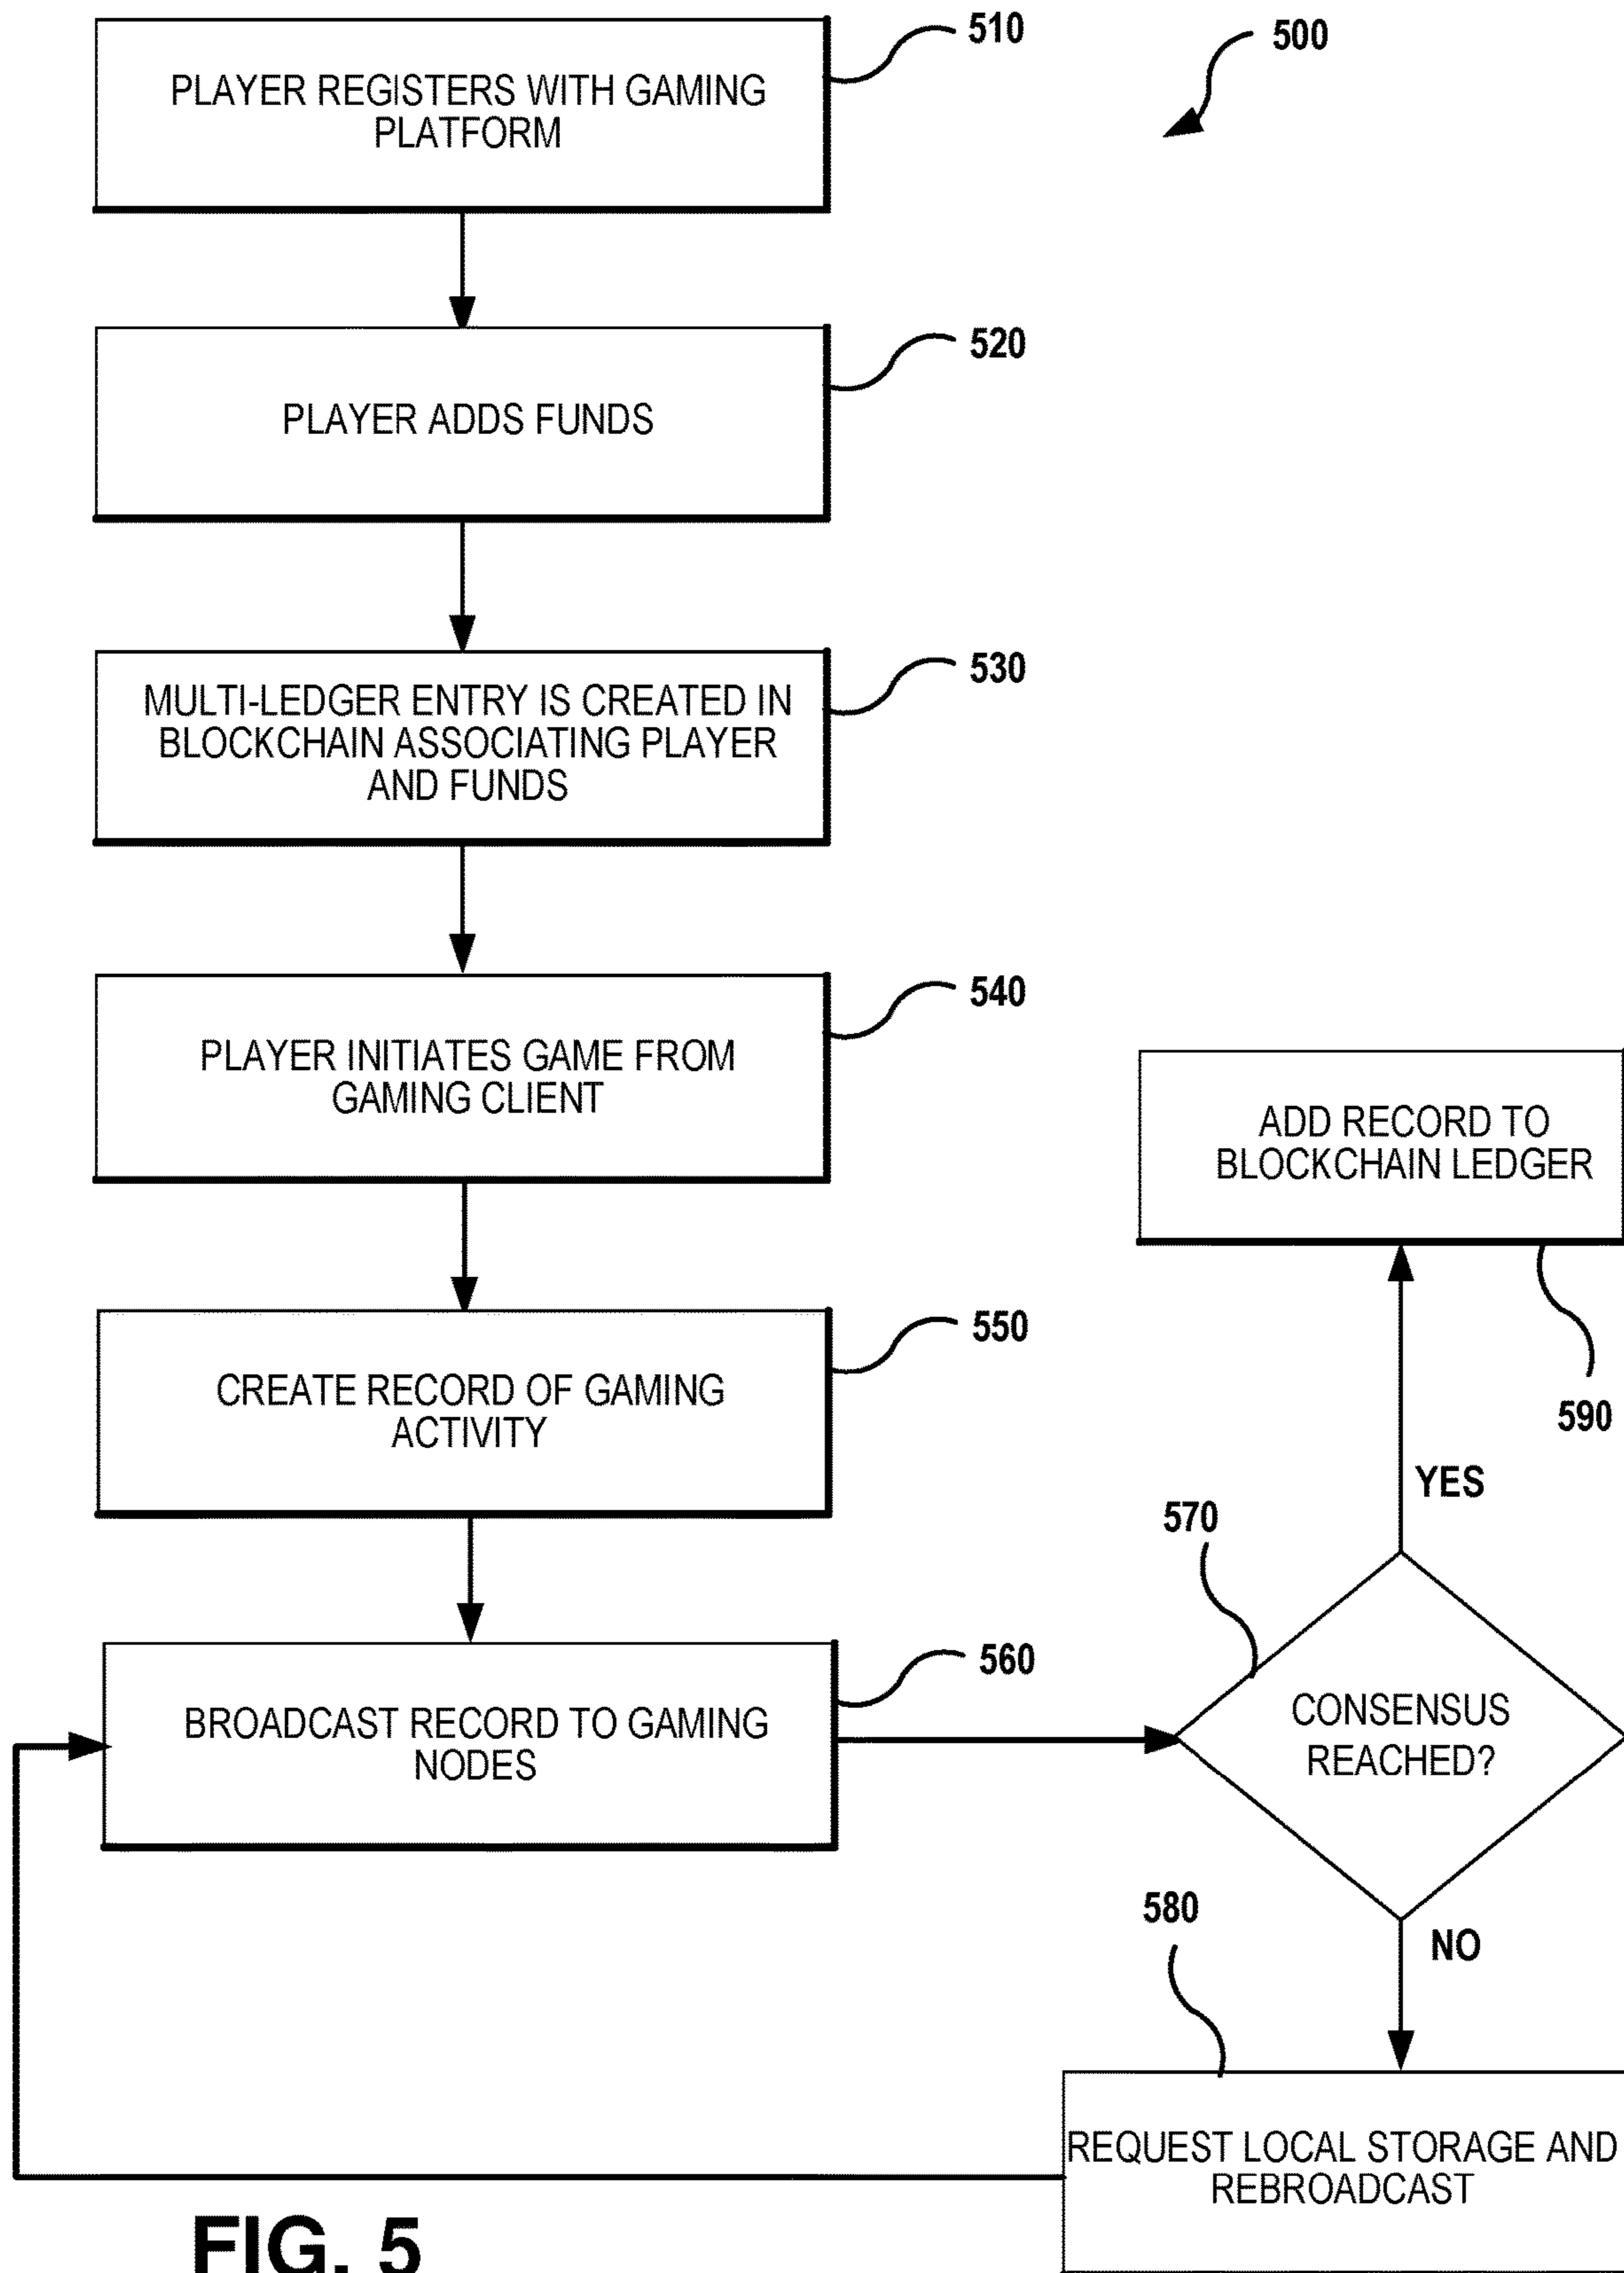 510
500
PLAYER REGISTERS WITH GAMING
PLATFORM
520
PLAYER ADDS FUNDS
530
MULTI-LEDGER ENTRY IS CREATED IN
BLOCKCHAIN ASSOCIATING PLAYER
AND FUNDS
540
PLAYER INITIATES GAME FROM
GAMING CLIENT
ADD RECORD TO
BLOCKCHAIN LEDGER
590
550
CREATE RECORD OF GAMING
ACTIVITY
YES
570
560
BROADCAST RECORD TO GAMING
NODES
CONSENSUS
REACHED?
580
NO
REQUEST LOCAL STORAGE AND
REBROADCAST
FIG. 5